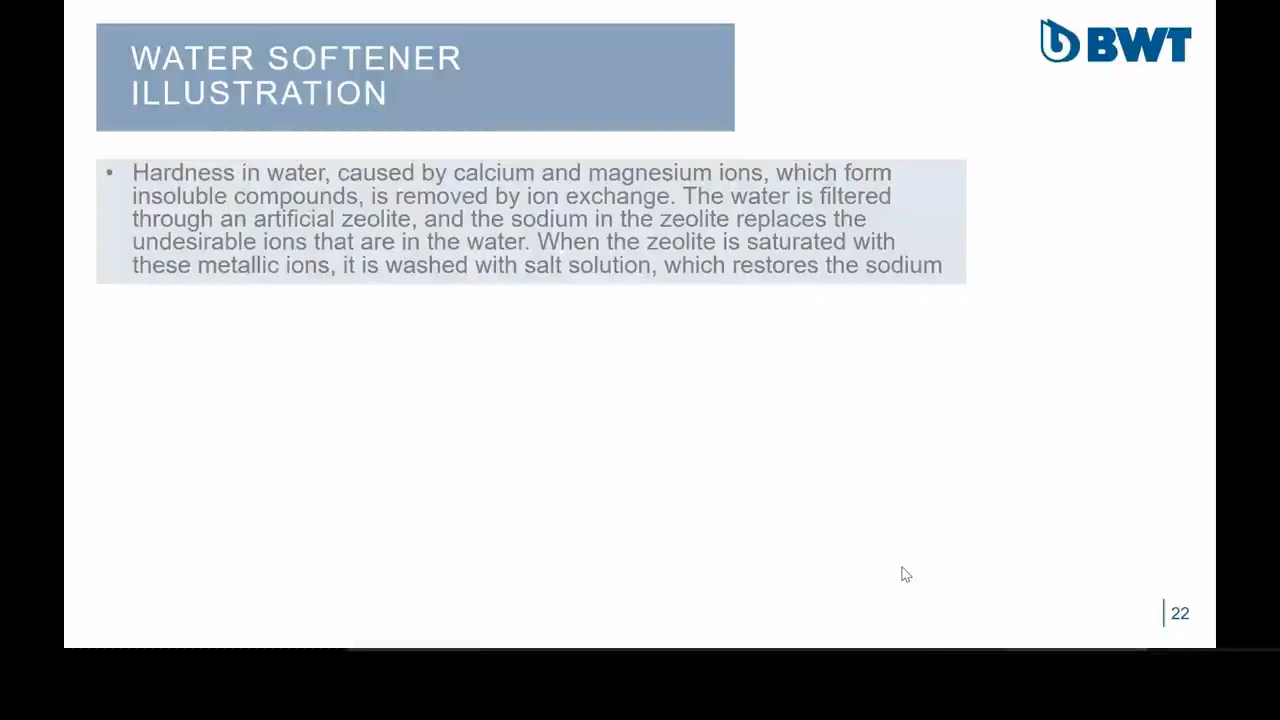 WATER SOFTENER
ILLUSTRATION
BWT
• Hardness in water, caused by calcium and magnesium ions, which form
insoluble compounds, is removed by ion exchange. The water is filtered
through an artificial zeolite, and the sodium in the zeolite replaces the
undesirable ions that are in the water. When the zeolite is saturated with
these metallic ions, it is washed with salt solution, which restores the sodium
22